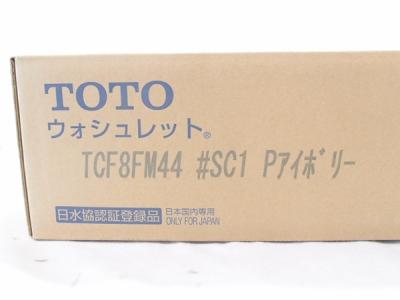 TOTO
ウォシュレット®
TCF8FM44 #SC1 Pｱｲﾎﾞﾘｰ
日水協認証登録品
日本国内専用
ONLY FOR JAPAN